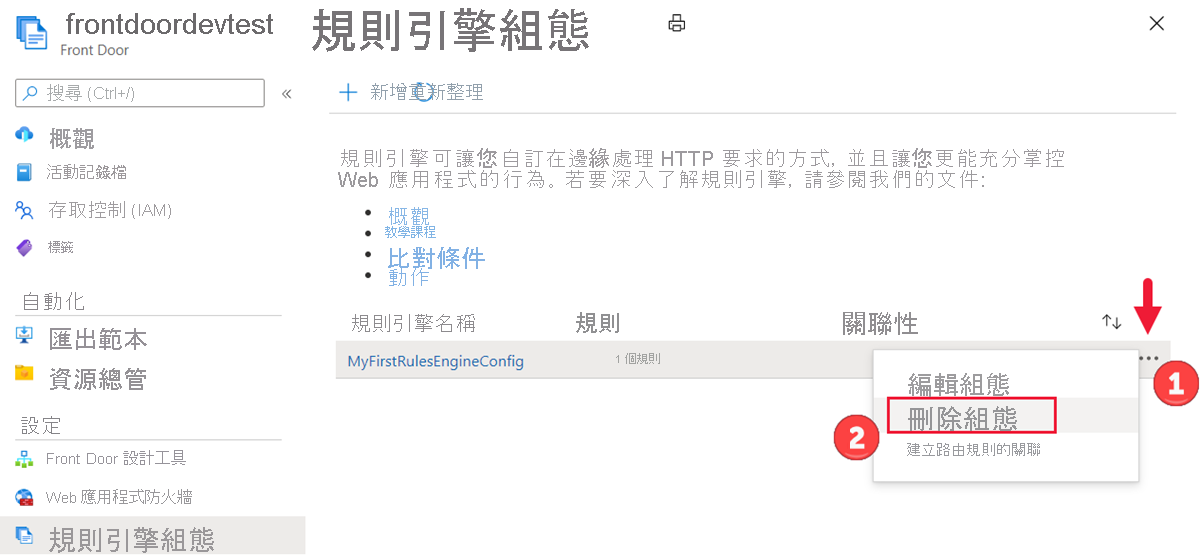 frontdoordevtest
Front Door
規則引擎組態
搜尋 (Ctrl+/)
«
概觀
活動記錄檔
存取控制 (IAM)
標籤
自動化
匯出範本
資源總管
設定
Front Door 設計工具
Web 應用程式防火牆
規則引擎組態
新增 重新整理
規則引擎可讓您自訂在邊緣處理 HTTP 要求的方式, 並且讓您更能充分掌控
Web 應用程式的行為。若要深入了解規則引擎, 請參閱我們的文件:
概觀
教學課程
比對條件
動作
規則引擎名稱 規則 關聯性
MyFirstRulesEngineConfig 1 個規則
1
編輯組態
2
刪除組態
建立路由規則的關聯